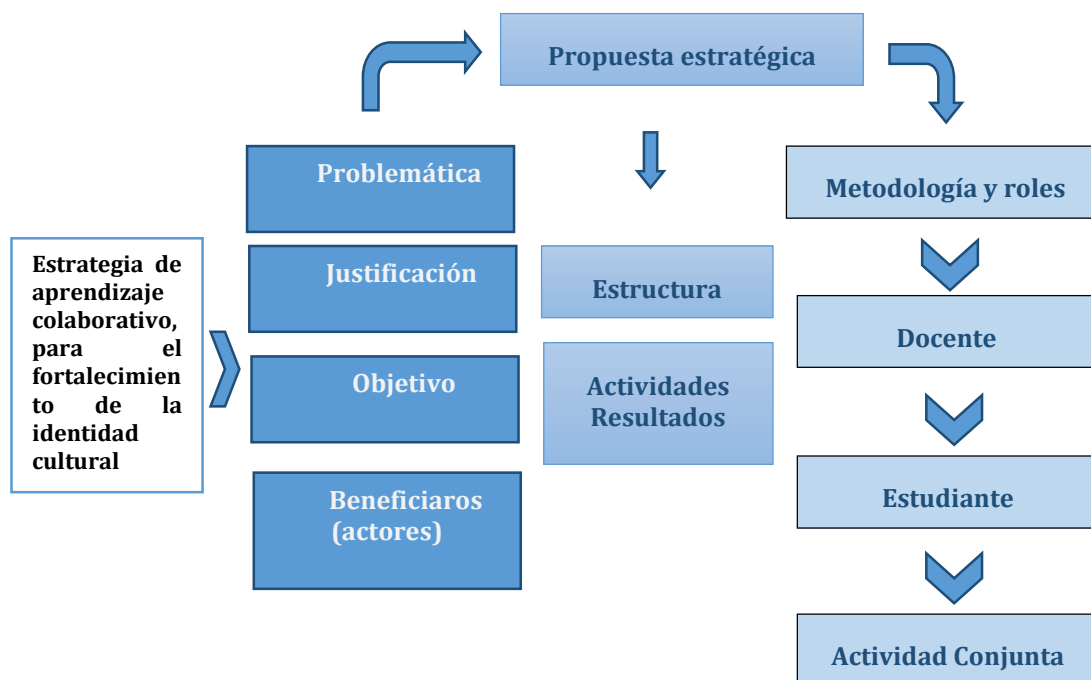 Propuesta estratégica
Problemática
Justificación
Objetivo
Beneficiaros
(actores)
Estrategia de
aprendizaje
colaborativo,
para el
fortalecimien
to de la
identidad
cultural
Estructura
Actividades
Resultados
Metodología y roles
Docente
Estudiante
Actividad Conjunta